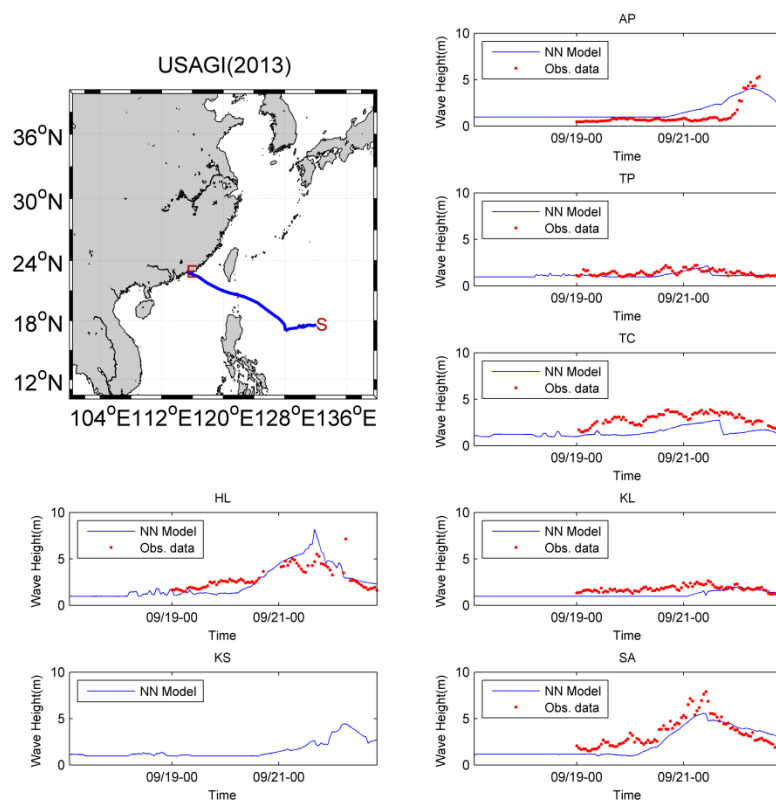 USAGI(2013)
36°N
30°N
24°N
18°N
12°N
104°E112°E120°E128°E136°E
E
S
AP
Wave Height(m)
10
5
0
NN Model
Obs. data
09/19-00 09/21-00
Time
TP
Wave Height(m)
10
5
0
NN Model
Obs. data
09/19-00 09/21-00
Time
TC
Wave Height(m)
10
5
0
NN Model
Obs. data
09/19-00 09/21-00
Time
HL
Wave Height(m)
10
5
0
NN Model
Obs. data
09/19-00 09/21-00
Time
KL
Wave Height(m)
10
5
0
NN Model
Obs. data
09/19-00 09/21-00
Time
KS
Wave Height(m)
10
5
0
NN Model
09/19-00 09/21-00
Time
SA
Wave Height(m)
10
5
0
NN Model
Obs. data
09/19-00 09/21-00
Time